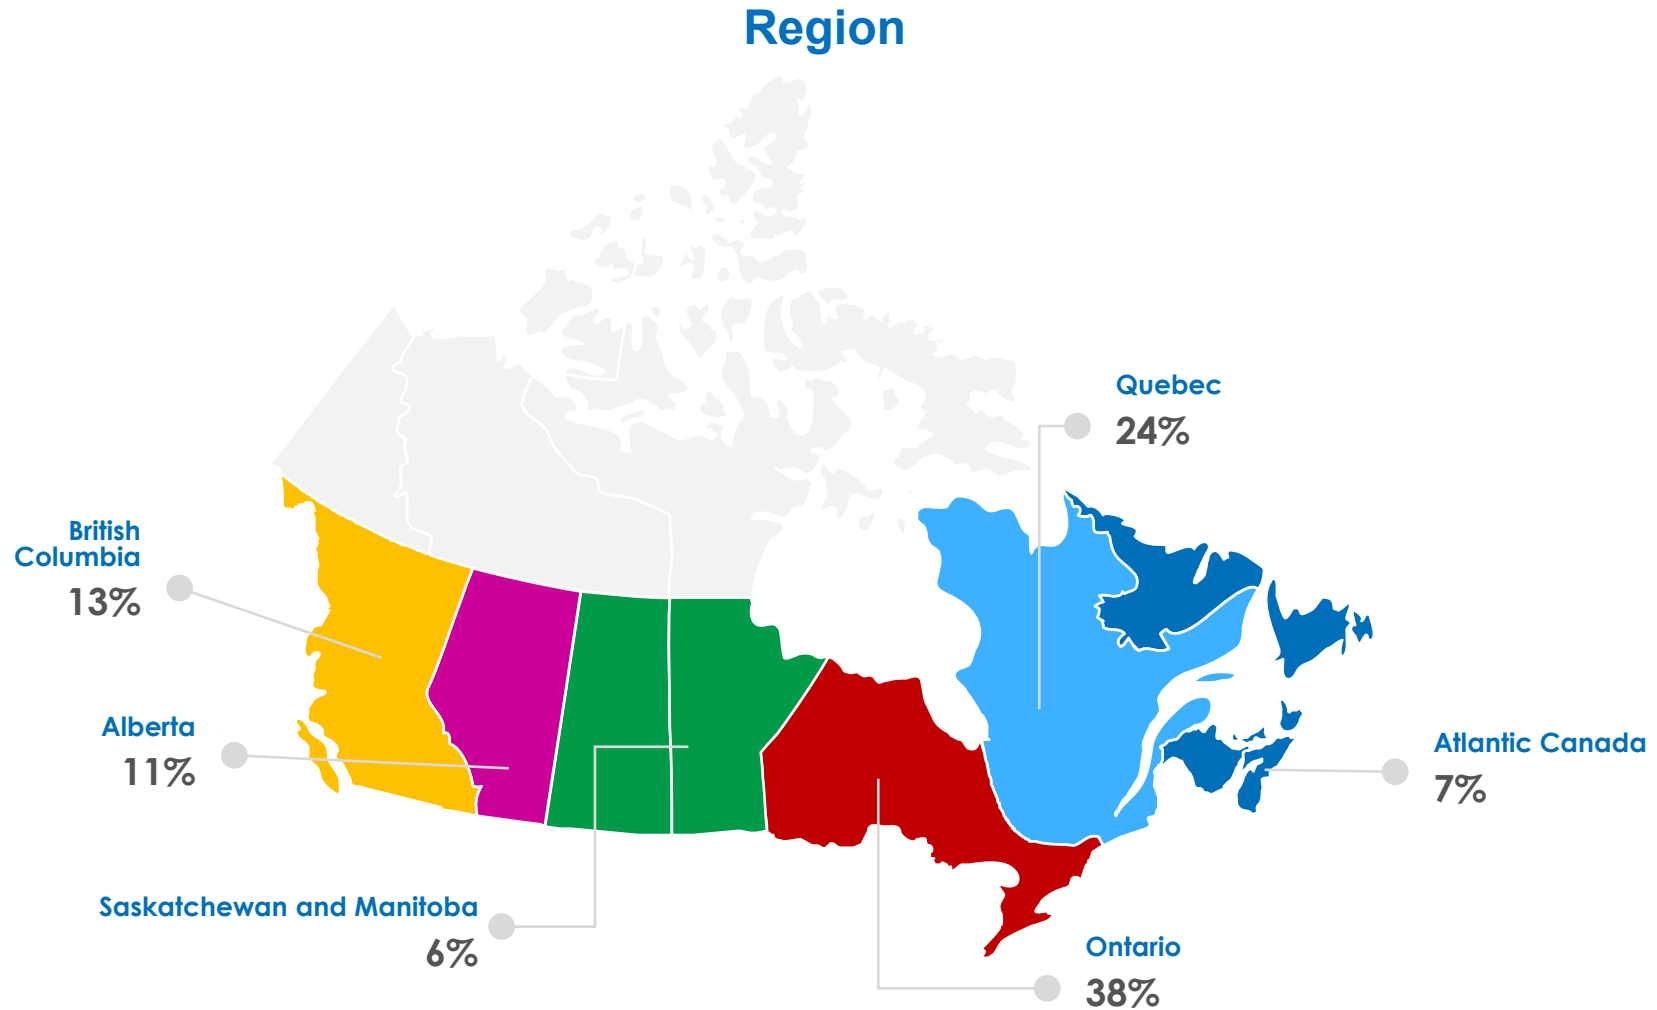 Region
Quebec
24%
British
Columbia
13%
Alberta
11%
Atlantic Canada
7%
Saskatchewan and Manitoba
6%
Ontario
38%